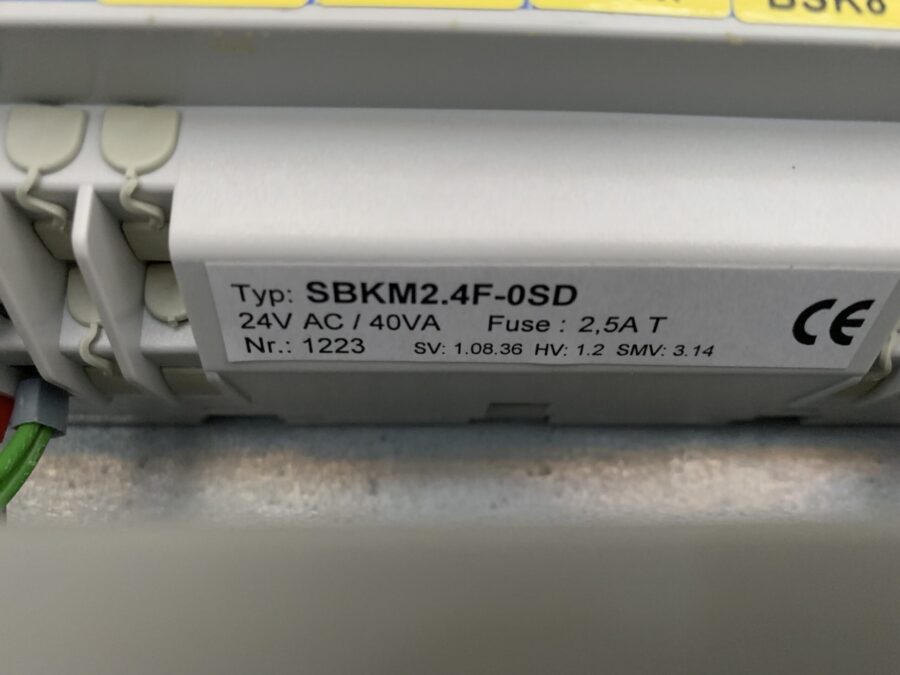 BSK8
Typ: SBKM2.4F-0SD
24V AC / 40VA Fuse : 2,5A T
Nr.: 1223 SV: 1.08.36 HV: 1.2 SMV: 3.14
CE